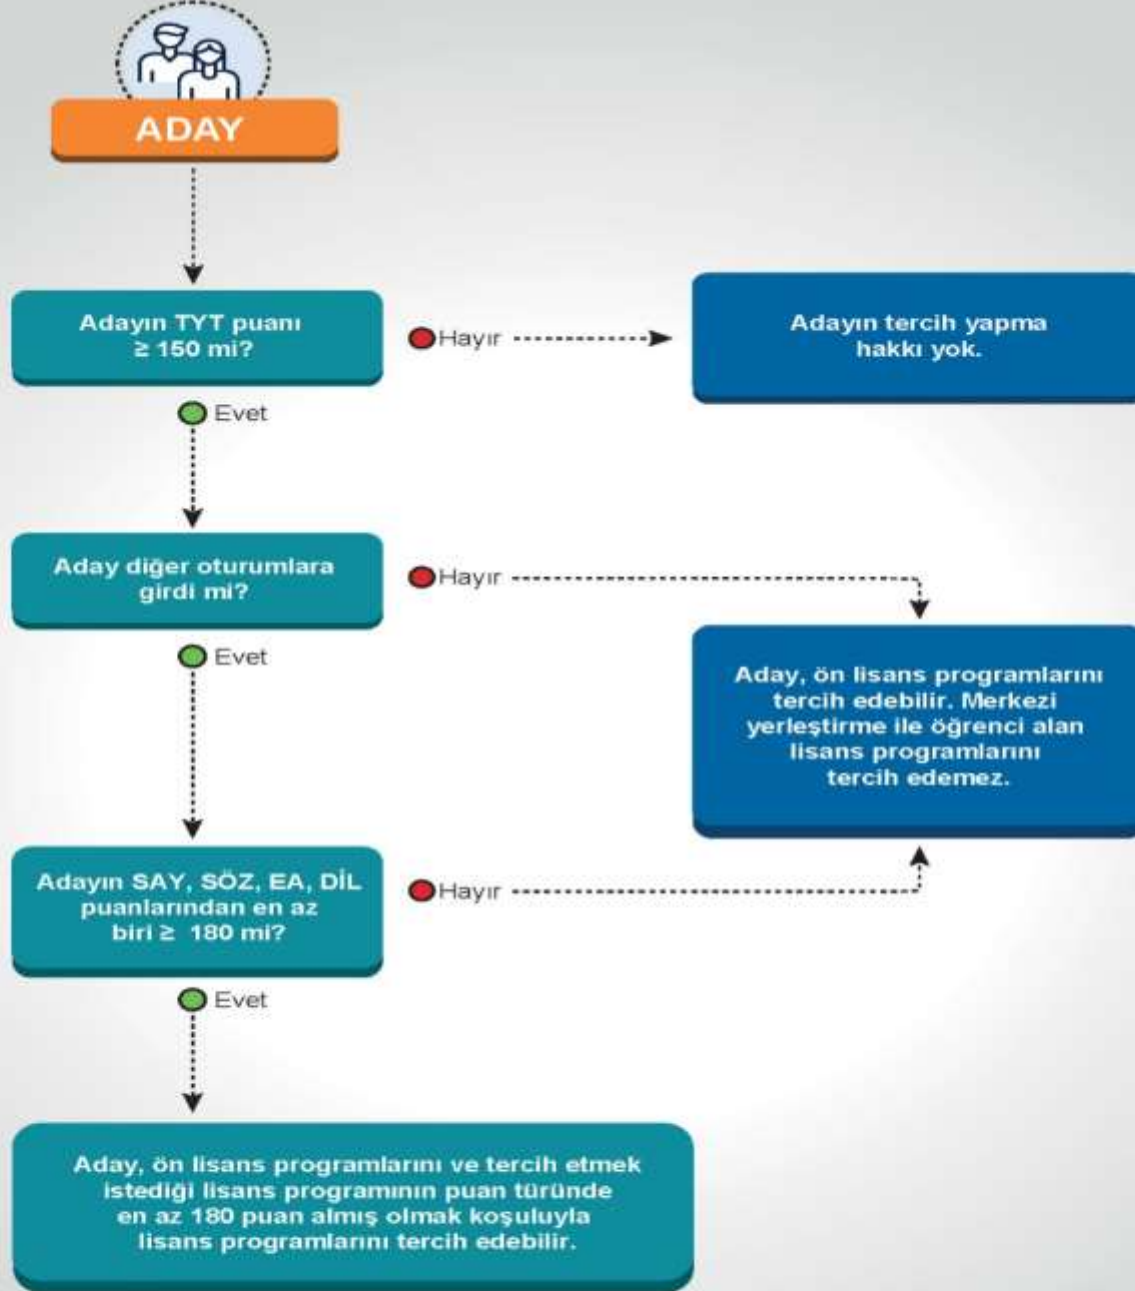 ADAY
Adayın TYT puanı
≥ 150 mi?
Hayır
Adayın tercih yapma
hakkı yok.
Evet
Aday diğer oturumlara
girdi mi?
Hayır
Evet
Aday, ön lisans programlarını
tercih edebilir. Merkezi
yerleştirme ile öğrenci alan
lisans programlarını
tercih edemez.
Adayın SAY, SÖZ, EA, DİL
puanlarından en az
biri ≥ 180 mi?
Hayır
Evet
Aday, ön lisans programlarını ve tercih etmek
istediği lisans programının puan türünde
en az 180 puan almış olmak koşuluyla
lisans programlarını tercih edebilir.